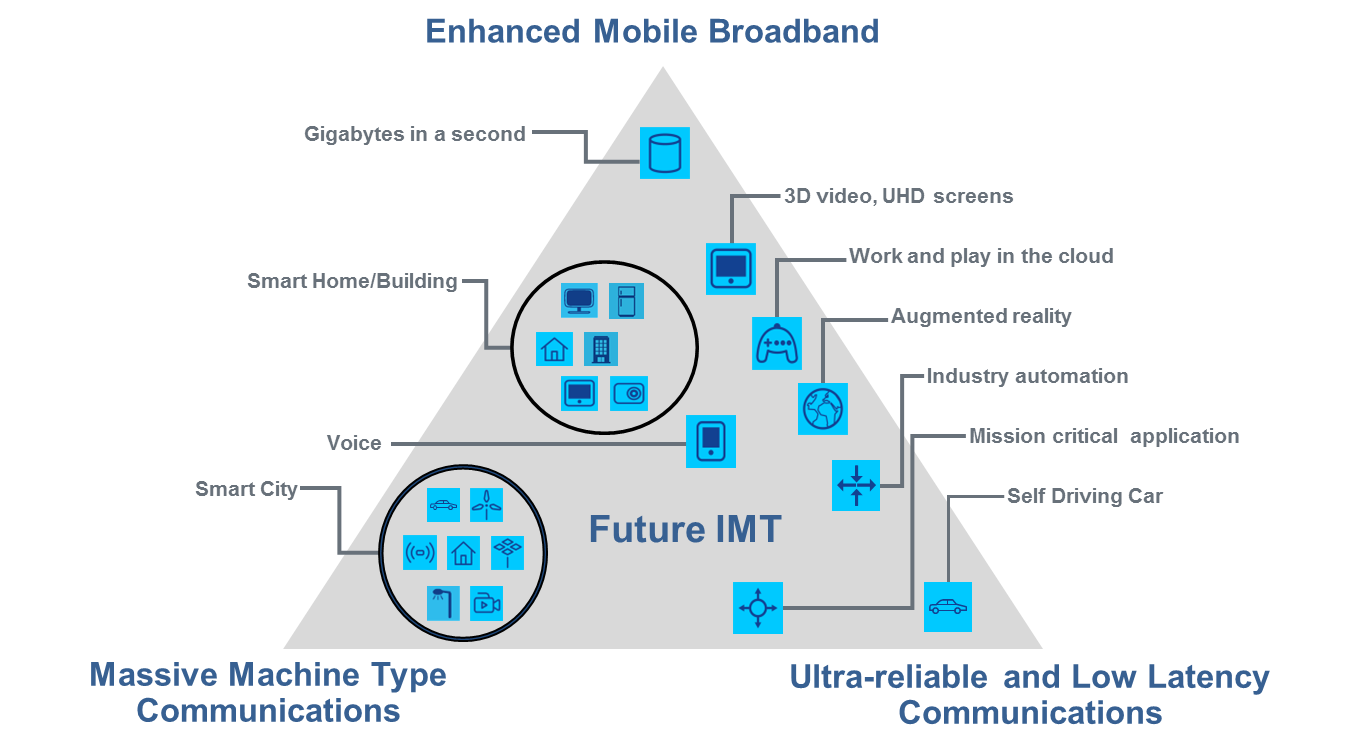 Enhanced Mobile Broadband
Gigabytes in a second
3D video, UHD screens
Work and play in the cloud
Smart Home/Building
Augmented reality
Industry automation
Mission critical application
Voice
Smart City
Self Driving Car
Future IMT
Massive Machine Type
Communications
Ultra-reliable and Low Latency
Communications